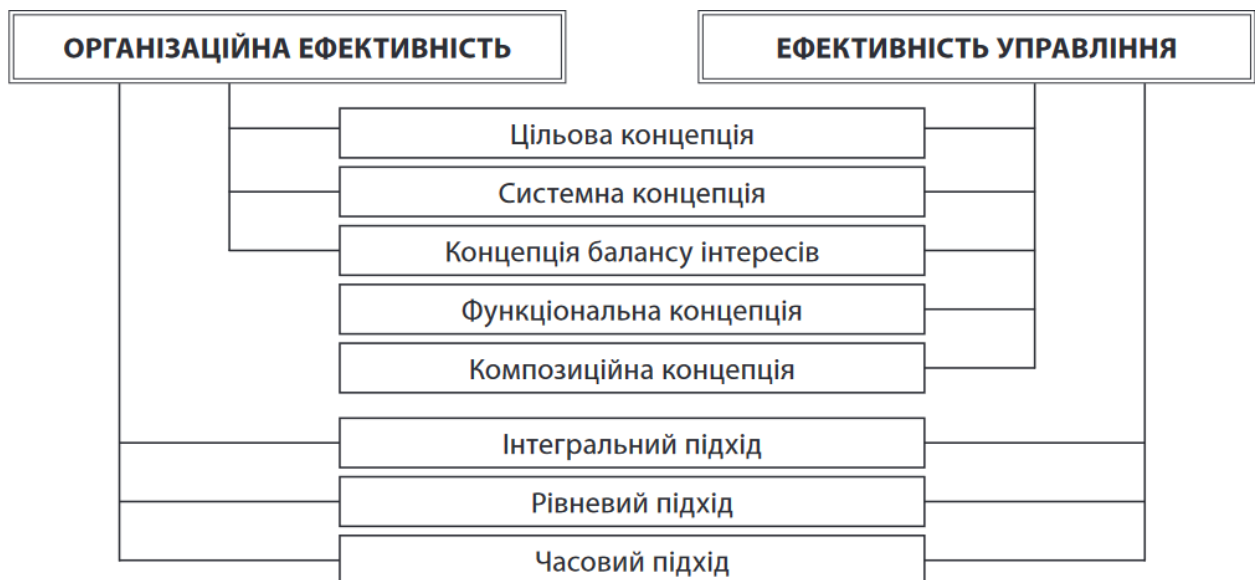 ОРГАНІЗАЦІЙНА ЕФЕКТИВНІСТЬ
ЕФЕКТИВНІСТЬ УПРАВЛІННЯ
Цільова концепція
Системна концепція
Концепція балансу інтересів
Функціональна концепція
Композиційна концепція
Інтегральний підхід
Рівневий підхід
Часовий підхід